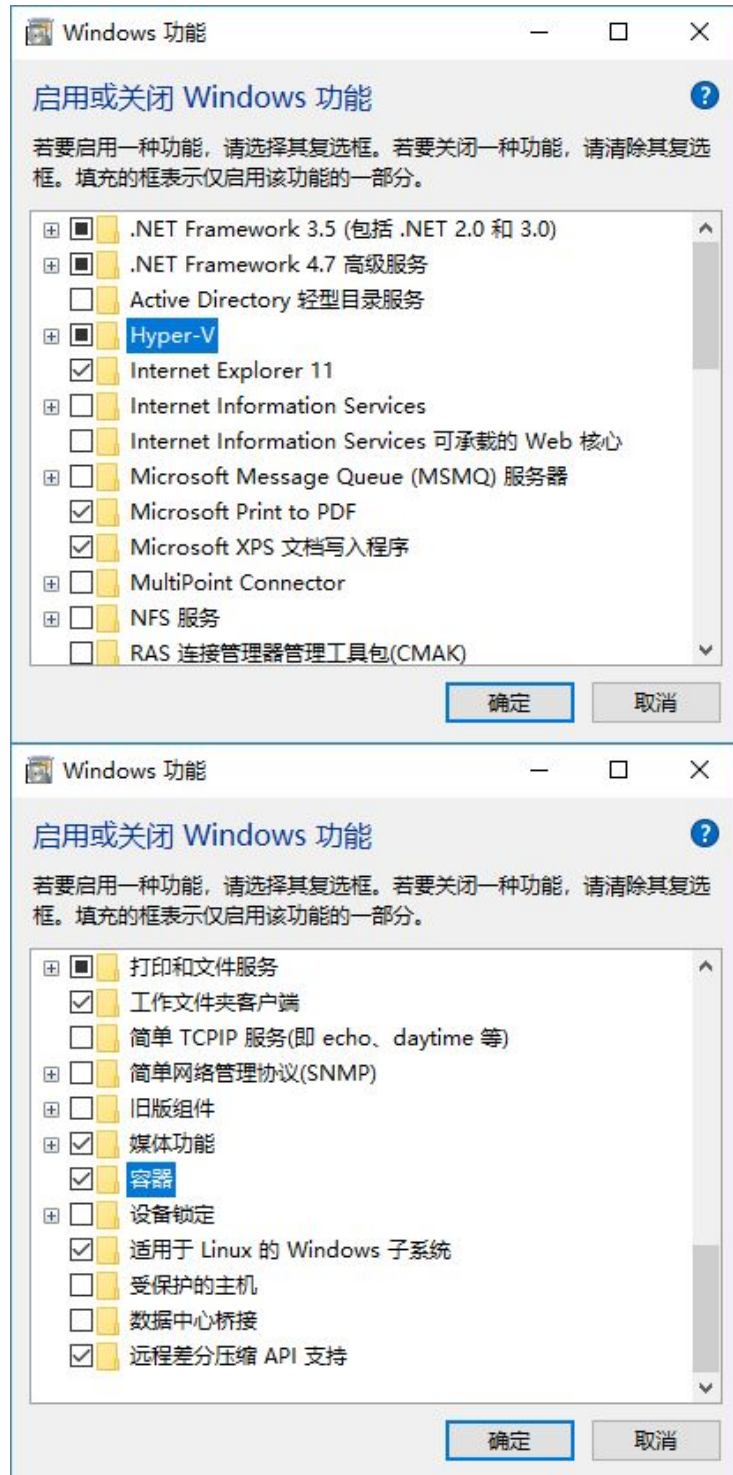 Windows 功能
启用或关闭 Windows 功能
若要启用一种功能，请选择其复选框。若要关闭一种功能，请清除其复选
框。填充的框表示仅启用该功能的一部分。
.NET Framework 3.5 (包括 .NET 2.0 和 3.0)
.NET Framework 4.7 高级服务
Active Directory 轻型目录服务
Hyper-V
Internet Explorer 11
Internet Information Services
Internet Information Services 可承载的 Web 核心
Microsoft Message Queue (MSMQ) 服务器
Microsoft Print to PDF
Microsoft XPS 文档写入程序
MultiPoint Connector
NFS 服务
RAS 连接管理器管理工具包(CMAK)
确定 取消
Windows 功能
启用或关闭 Windows 功能
若要启用一种功能，请选择其复选框。若要关闭一种功能，请清除其复选
框。填充的框表示仅启用该功能的一部分。
打印和文件服务
工作文件夹客户端
简单 TCPIP 服务(即 echo、daytime 等)
简单网络管理协议(SNMP)
旧版组件
媒体功能
容器
设备锁定
适用于 Linux 的 Windows 子系统
受保护的主机
数据中心桥接
远程差分压缩 API 支持
确定 取消